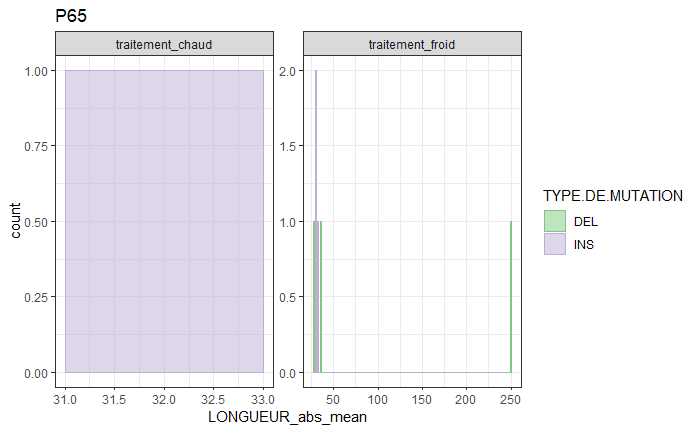 P65
traitement_chaud
traitement_froid
count
1.00
0.75
0.50
0.25
0.00
2.0
1.5
1.0
0.5
0.0
31.0 31.5 32.0 32.5 33.0
50 100 150 200 250
LONGUEUR_abs_mean
TYPE.DE.MUTATION
DEL
INS